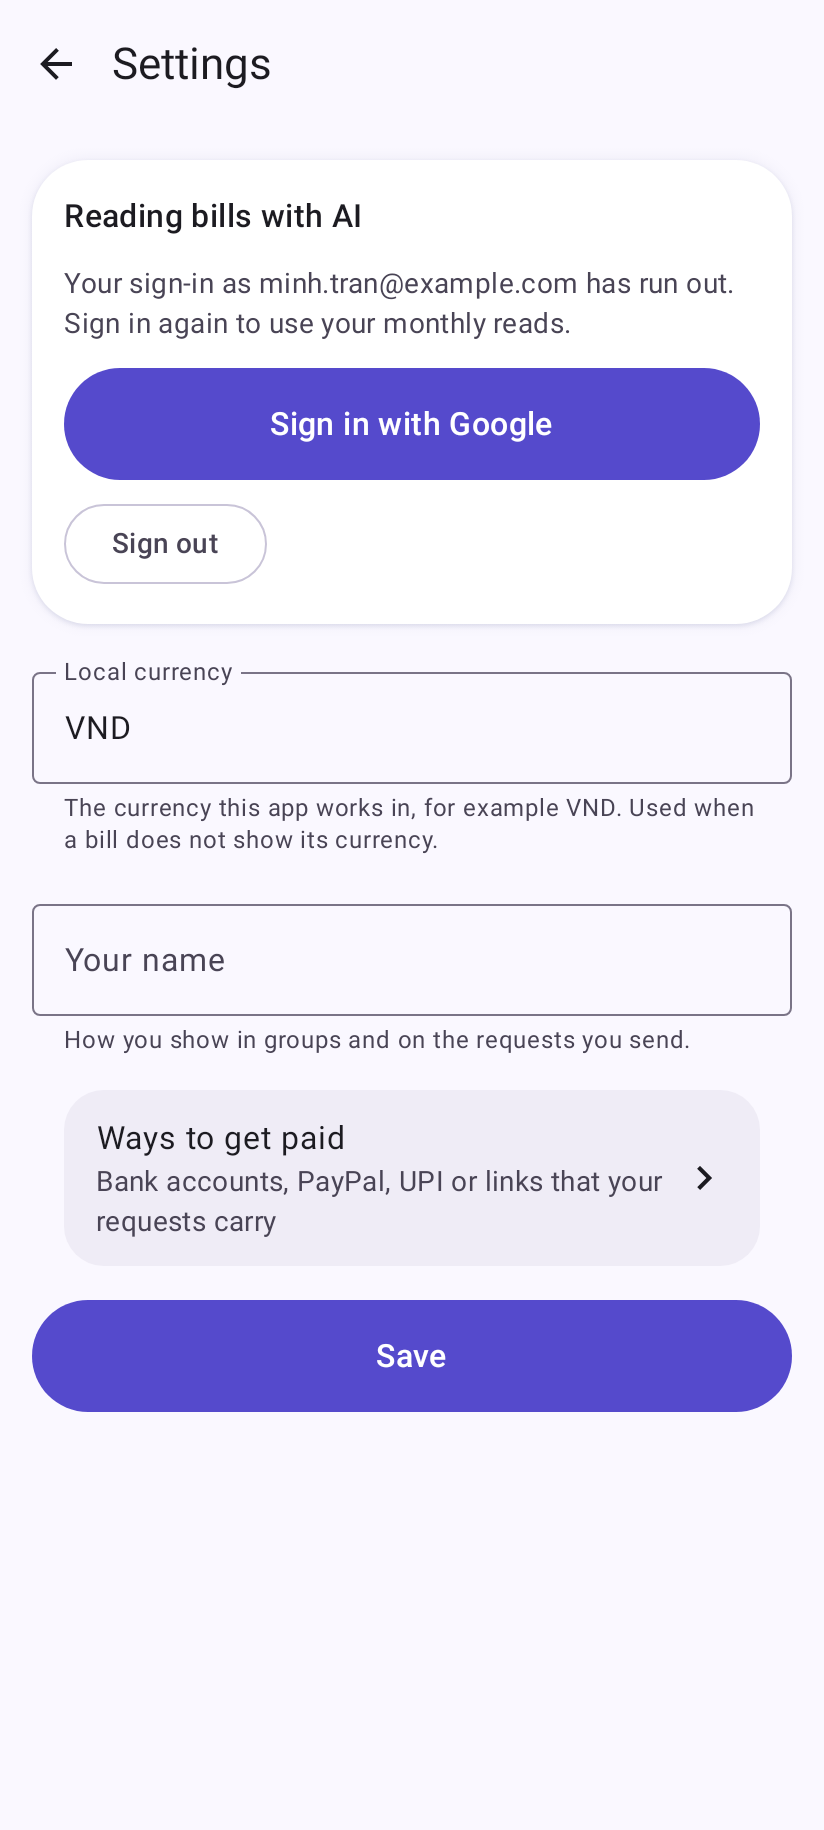 Settings
Reading bills with AI
Your sign-in as minh.tran@example.com has run out.
Sign in again to use your monthly reads.
Sign in with Google
Sign out
Local currency
VND
The currency this app works in, for example VND. Used when
a bill does not show its currency.
Your name
How you show in groups and on the requests you send.
Ways to get paid
Bank accounts, PayPal, UPI or links that your
requests carry
Save